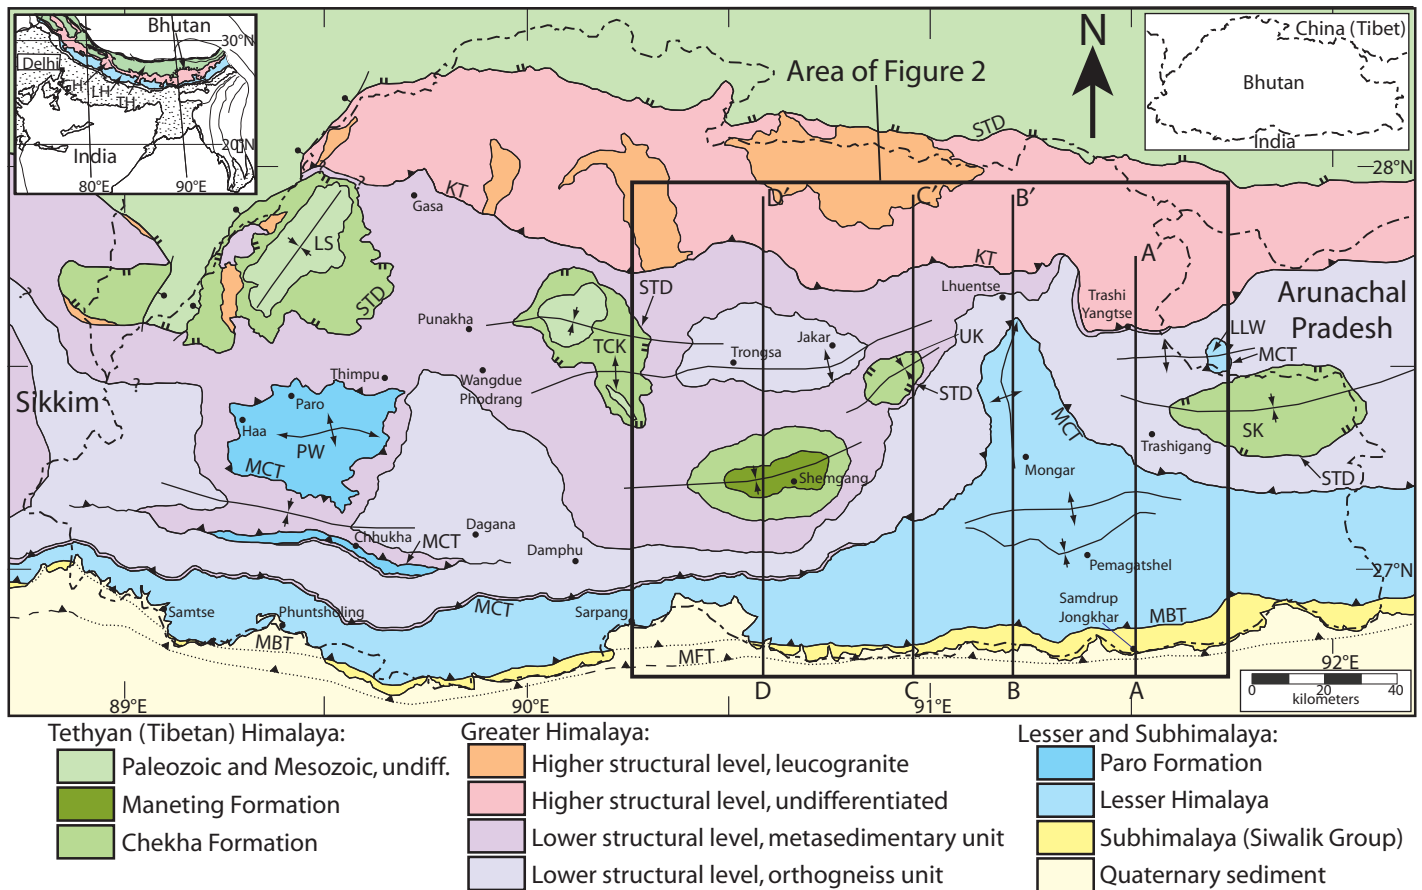 Bhutan
30°N
Delhi
LH
TH
20°N
India
80°E
90°E
Area of Figure 2
N
China (Tibet)
Bhutan
India
STD
28°N
KT
Gasa
D'
C'
B'
A'
LS
STD
STD
KT
Lhuentse
Trashi
Yangtse
Arunachal
Pradesh
LLW
MCT
Punakha
TCK
Jakar
Trongsa
UK
STD
Thimpu
Wangdue
Phodrang
Sikkim
Paro
Haa
PW
MCT
MCT
SK
Trashigang
STD
Mongar
Shemgang
Chhukha
MCT
Dagana
Damphu
Pemagatshel
27°N
Samtse
Phuntsholing
MCT
Sarpang
Samdrup
Jongkhar
MBT
MBT
MFT
92°E
D
C
B
A
0 20 40
kilometers
89°E
90°E
91°E
Tethyan (Tibetan) Himalaya:
Paleozoic and Mesozoic, undiff.
Maneting Formation
Chekha Formation
Greater Himalaya:
Higher structural level, leucogranite
Higher structural level, undifferentiated
Lower structural level, metasedimentary unit
Lower structural level, orthogneiss unit
Lesser and Subhimalaya:
Paro Formation
Lesser Himalaya
Subhimalaya (Siwalik Group)
Quaternary sediment